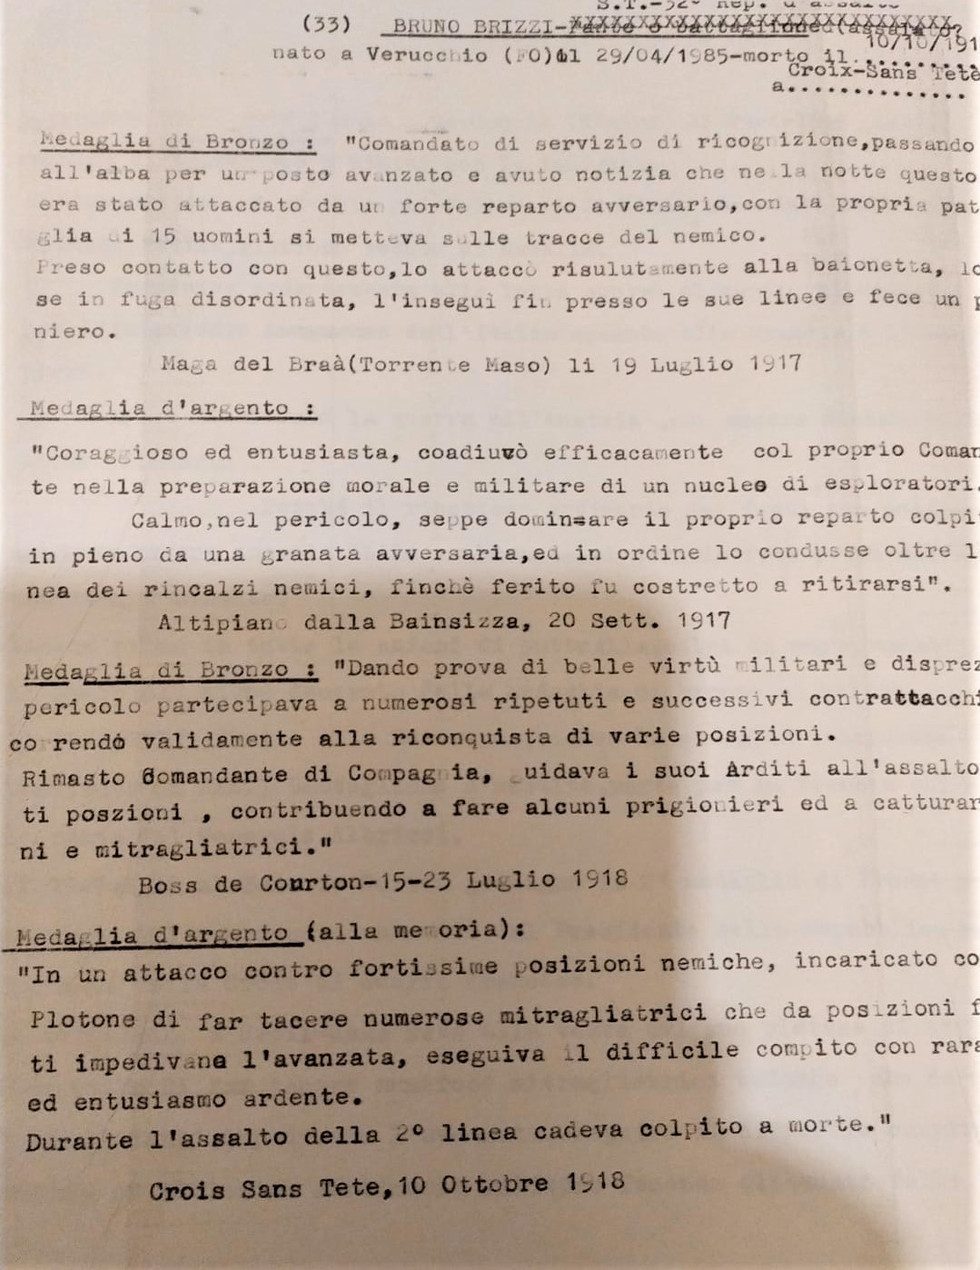 S.T.-52° Rep. d'assalto
(33) BRUNO BRIZZI-
nato a Verucchio (FO)il 29/04/1985-morto il
10/10/191
Croix-Sans Tetè
a..............
Medaglia di Bronzo : "Comandato di servizio di ricognizione,passando
all'alba per un posto avanzato e avuto notizia che nella notte questo
era stato attaccato da un forte reparto avversario,con la propria pat
glia di 15 uomini si metteva sulle tracce del nemico.
Preso contatto con questo,lo attaccò risulutamente alla baionetta, lo
se in fuga disordinata, l'inseguì fin presso le sue linee e fece un p
niero.
Maga del Braà(Torrente Maso) li 19 Luglio 1917
Medaglia d'argento :
"Coraggioso ed entusiasta, coadiuvò efficacamente col proprio Coman
te nella preparazione morale e militare di un nucleo di esploratori.
Calmo,nel pericolo, seppe dominare il proprio reparto colpi
in pieno da una granata avversaria,ed in ordine lo condusse oltre l
nea dei rincalzi nemici, finchè ferito fu costretto a ritirarsi".
Altipiano dalla Bainsizza, 20 Sett. 1917
Medaglia di Bronzo : "Dando prova di belle virtù militari e disprez
pericolo partecipava a numerosi ripetuti e successivi contrattacchi
correndo validamente alla riconquista di varie posizioni.
Rimasto Comandante di Compagnia, guidava i suoi Arditi all'assalto
ti poszioni , contribuendo a fare alcuni prigionieri ed a catturar
ni e mitragliatrici."
Boss de Courton-15-23 Luglio 1918
Medaglia d'argento (alla memoria):
"In un attacco contro fortissime posizioni nemiche, incaricato co
Plotone di far tacere numerose mitragliatrici che da posizioni f
ti impedivano l'avanzata, eseguiva il difficile compito con rara
ed entusiasmo ardente.
Durante l'assalto della 2° linea cadeva colpito a morte."
Crois Sans Tete,10 Ottobre 1918